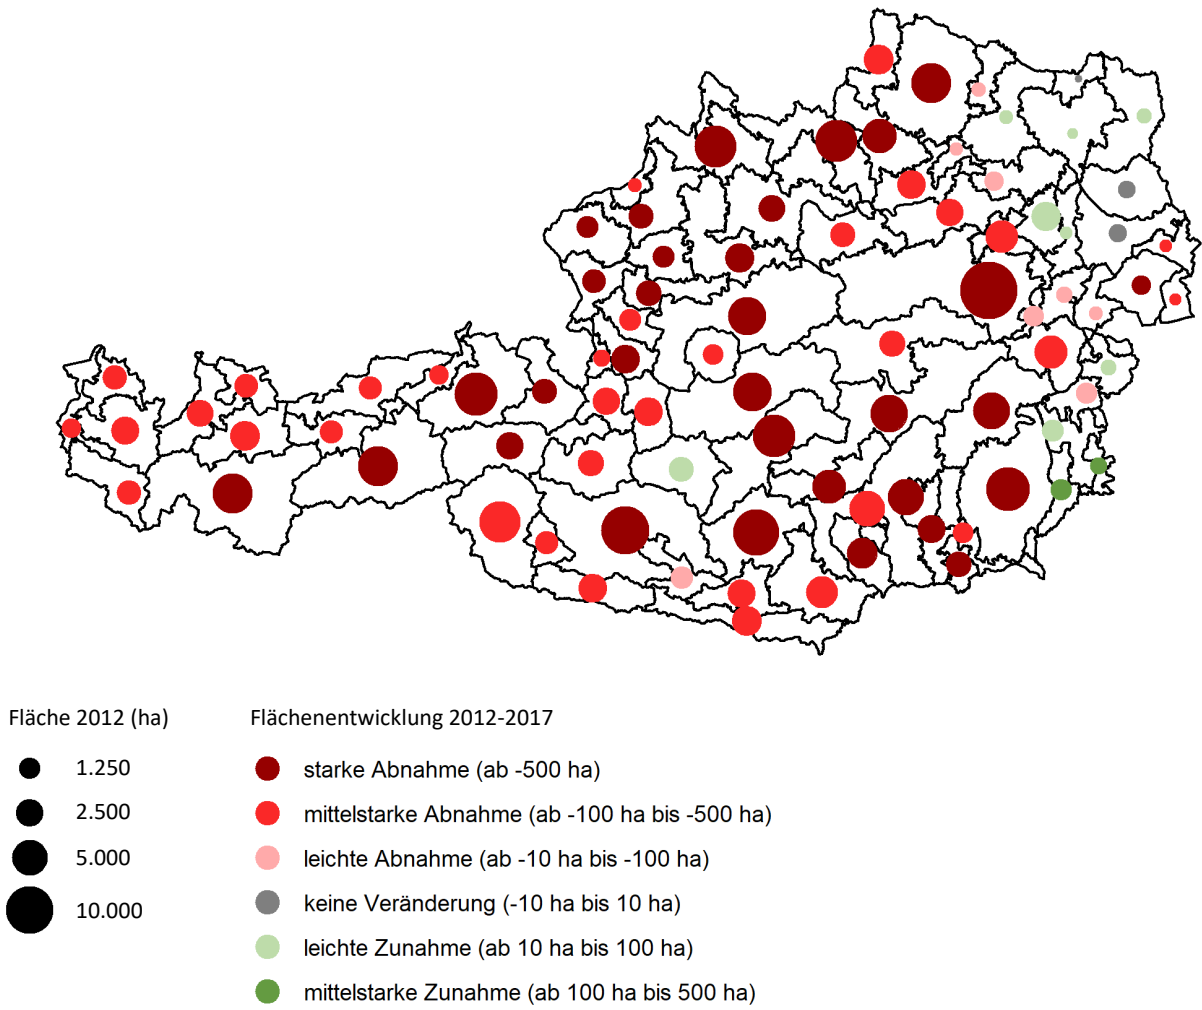 Fläche 2012 (ha)
1.250
2.500
5.000
10.000
Flächenentwicklung 2012-2017
starke Abnahme (ab -500 ha)
mittelstarke Abnahme (ab -100 ha bis -500 ha)
leichte Abnahme (ab -10 ha bis -100 ha)
keine Veränderung (-10 ha bis 10 ha)
leichte Zunahme (ab 10 ha bis 100 ha)
mittelstarke Zunahme (ab 100 ha bis 500 ha)